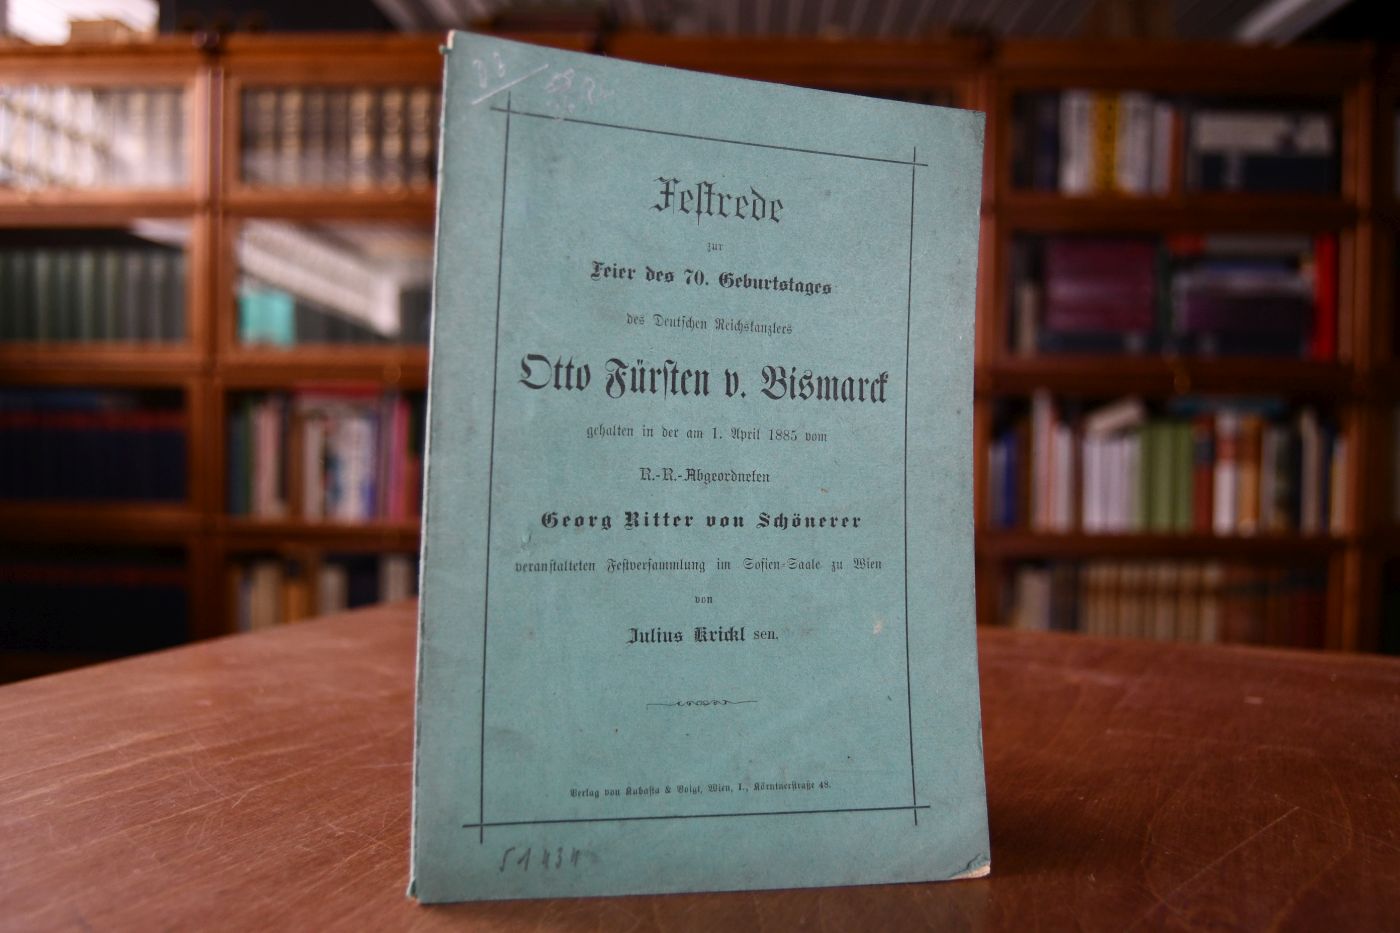 Festrede
zur
Feier des 70. Geburtstages
des Deutschen Reichskanzlers
Otto Fürsten v. Bismarck
gehalten in der am 1. April 1885 vom
R.-R.-Abgeordneten
Georg Ritter von Schönerer
veranstalteten Festversammlung im Sofien-Saale zu Wien
von
Julius Krickl sen.
Verlag von Kubasta & Voigt, Wien, I., Kärntnerstraße 48.